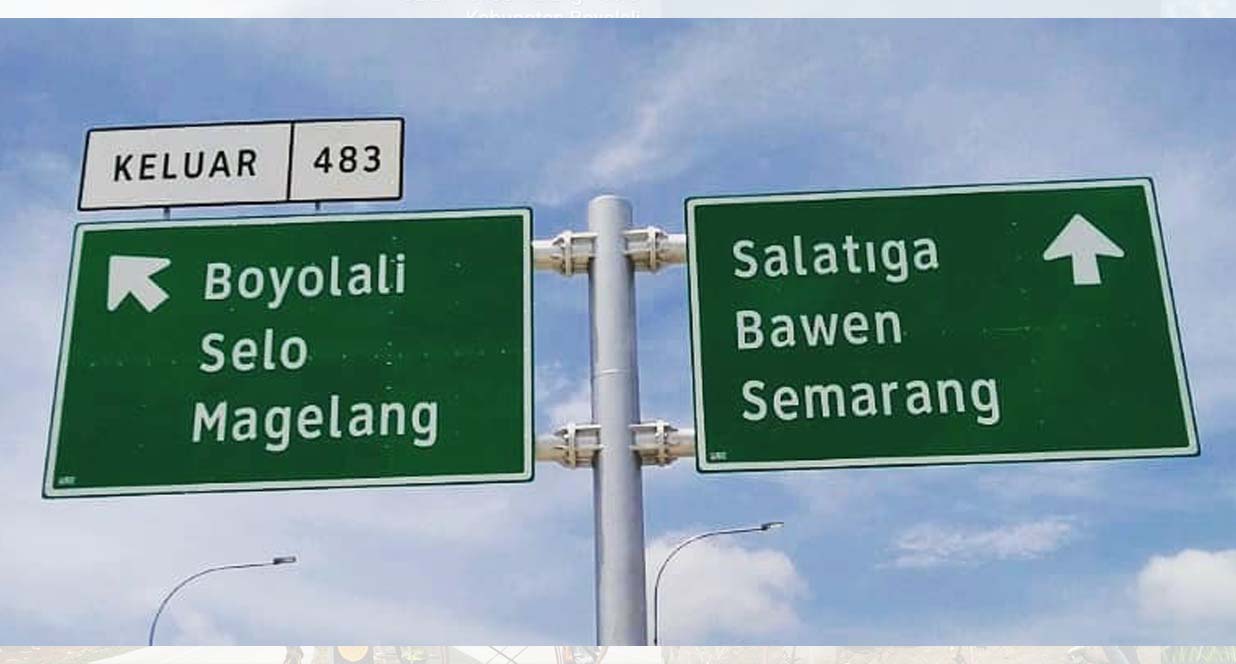 KELUAR 483
Boyolali
Selo
Magelang
Salatiga
Bawen
Semarang